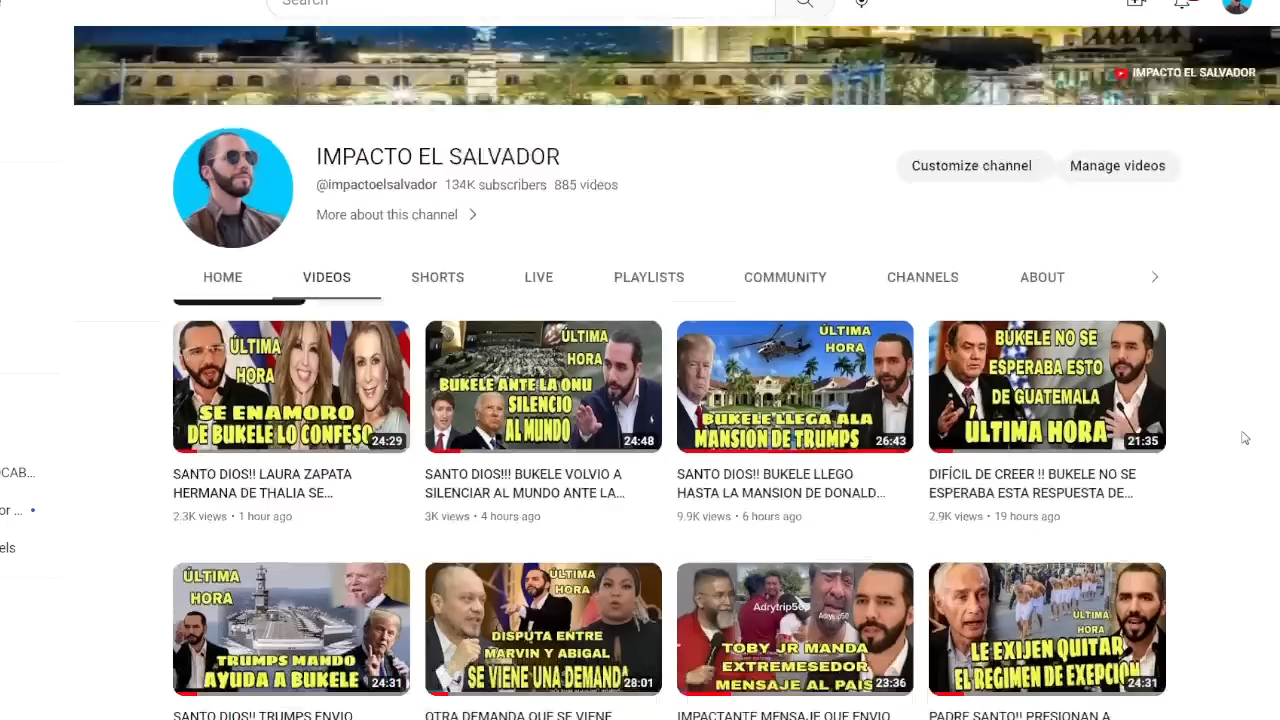 Search
IMPACTO EL SALVADOR
IMPACTO EL SALVADOR
@impactoelsalvador 134K subscribers 885 videos
More about this channel
Customize channel
Manage videos
HOME VIDEOS SHORTS LIVE PLAYLISTS COMMUNITY CHANNELS ABOUT
ÚLTIMA
HORA
SE ENAMORO
DE BUKELE LO CONFESO
24:29
ÚLTIMA
HORA
BUKELE ANTE LA ONU
SILENCIO
AL MUNDO
24:48
ÚLTIMA
HORA
BUKELE LLEGA ALA
MANSION DE TRUMPS
26:43
BUKELE NO SE
ESPERABA ESTO
DE GUATEMALA
ÚLTIMA HORA
21:35
SANTO DIOS!! LAURA ZAPATA
HERMANA DE THALIA SE...
2.3K views • 1 hour ago
SANTO DIOS!!! BUKELE VOLVIO A
SILENCIAR AL MUNDO ANTE LA...
3K views • 4 hours ago
SANTO DIOS!! BUKELE LLEGO
HASTA LA MANSION DE DONALD...
9.9K views • 6 hours ago
DIFÍCIL DE CREER !! BUKELE NO SE
ESPERABA ESTA RESPUESTA DE...
2.9K views • 19 hours ago
OCAB...
or ...
els
ÚLTIMA
HORA
TRUMPS MANDO
AYUDA A BUKELE
24:31
ÚLTIMA
HORA
DISPUTA ENTRE
MARVIN Y ABIGAL
SE VIENE UNA DEMANDA
28:01
Adrytrip50
Adrytrip50
TOBY JR MANDA
EXTREMESEDOR
MENSAJE AL PAIS
23:36
ÚLTIMA
HORA
LE EXIJEN QUITAR
EL REGIMEN DE EXEPCION
24:31
SANTO DIOS!! TRUMPS ENVIO
OTRA DEMANDA QUE SE VIENE
IMPACTANTE MENSAJE QUE ENVIO
PADRE SANTO!! PRESIONAN A